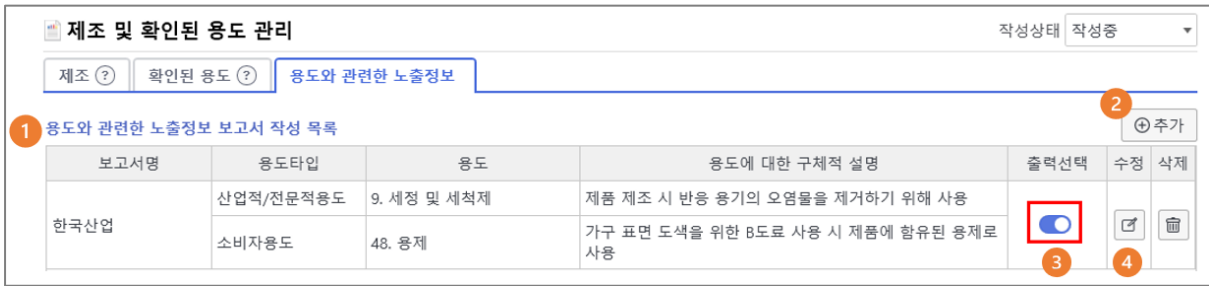 제조 및 확인된 용도 관리
작성상태 작성중
제조 ? 확인된 용도 ? 용도와 관련한 노출정보
2
1 용도와 관련한 노출정보 보고서 작성 목록
추가
보고서명 용도타입 용도 용도에 대한 구체적 설명 출력선택 수정 삭제
한국산업
산업적/전문적용도 9. 세정 및 세척제 제품 제조 시 반응 용기의 오염물을 제거하기 위해 사용
소비자용도 48. 용제 가구 표면 도색을 위한 B도료 사용 시 제품에 함유된 용제로
사용
3 4